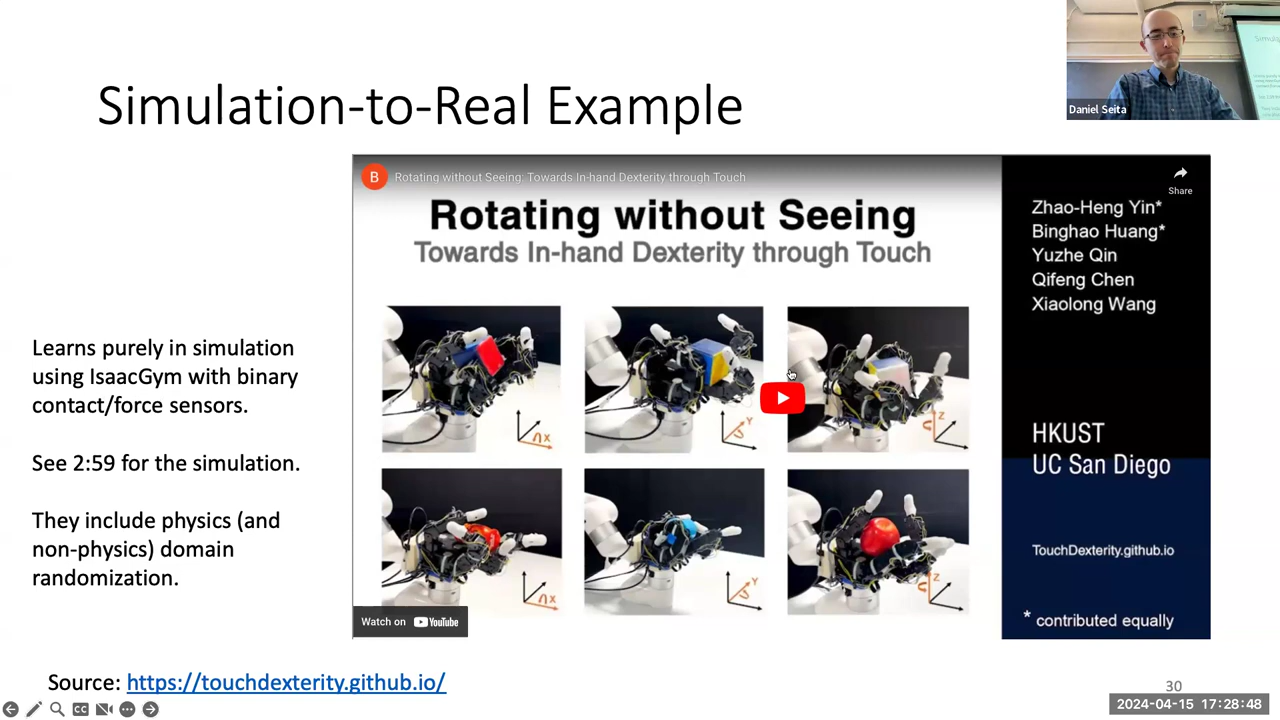 Simulation-to-Real Example
Daniel Seita
Learns purely in simulation
using IsaacGym with binary
contact/force sensors.
See 2:59 for the simulation.
They include physics (and
non-physics) domain
randomization.
B
Rotating without Seeing: Towards In-hand Dexterity through Touch
Share
Rotating without Seeing
Towards In-hand Dexterity through Touch
X
Y
Z
X
Y
Z
Zhao-Heng Yin*
Binghao Huang*
Yuzhe Qin
Qifeng Chen
Xiaolong Wang
HKUST
UC San Diego
TouchDexterity.github.io
* contributed equally
Watch on YouTube
Source: https://touchdexterity.github.io/
30
CC
2024-04-15 17:28:48